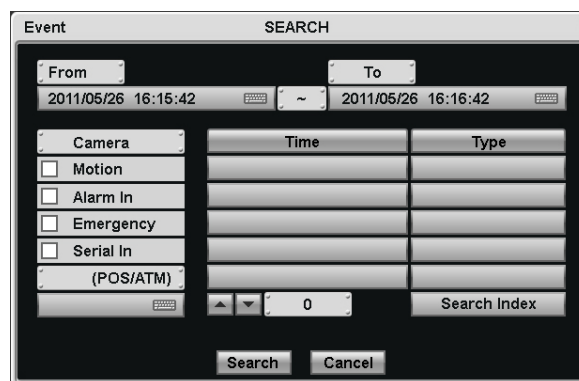 Event SEARCH
From To
2011/05/26 16:15:42 ~ 2011/05/26 16:16:42
Camera Time Type
Motion
Alarm In
Emergency
Serial In
(POS/ATM)
0 Search Index
Search Cancel